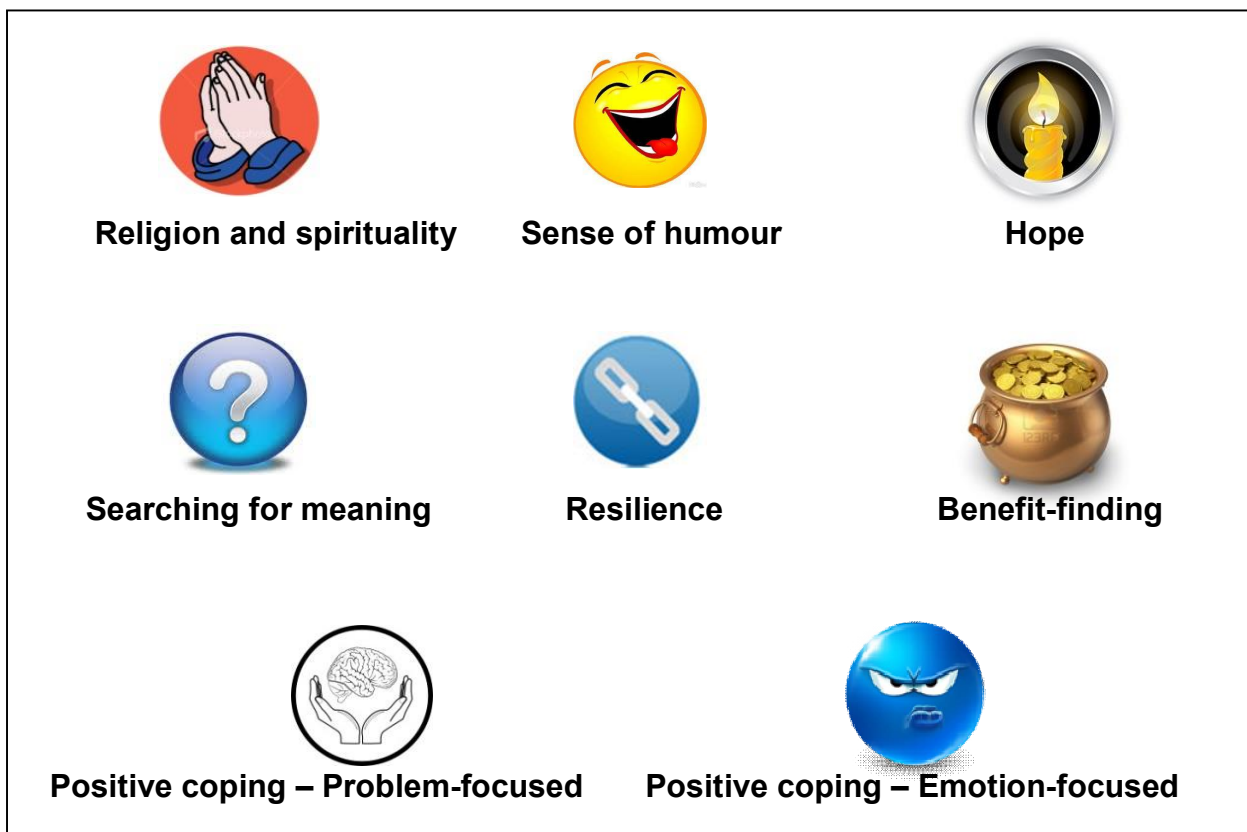 Religion and spirituality
Sense of humour
Hope
Searching for meaning
Resilience
Benefit-finding
Positive coping – Problem-focused
Positive coping – Emotion-focused